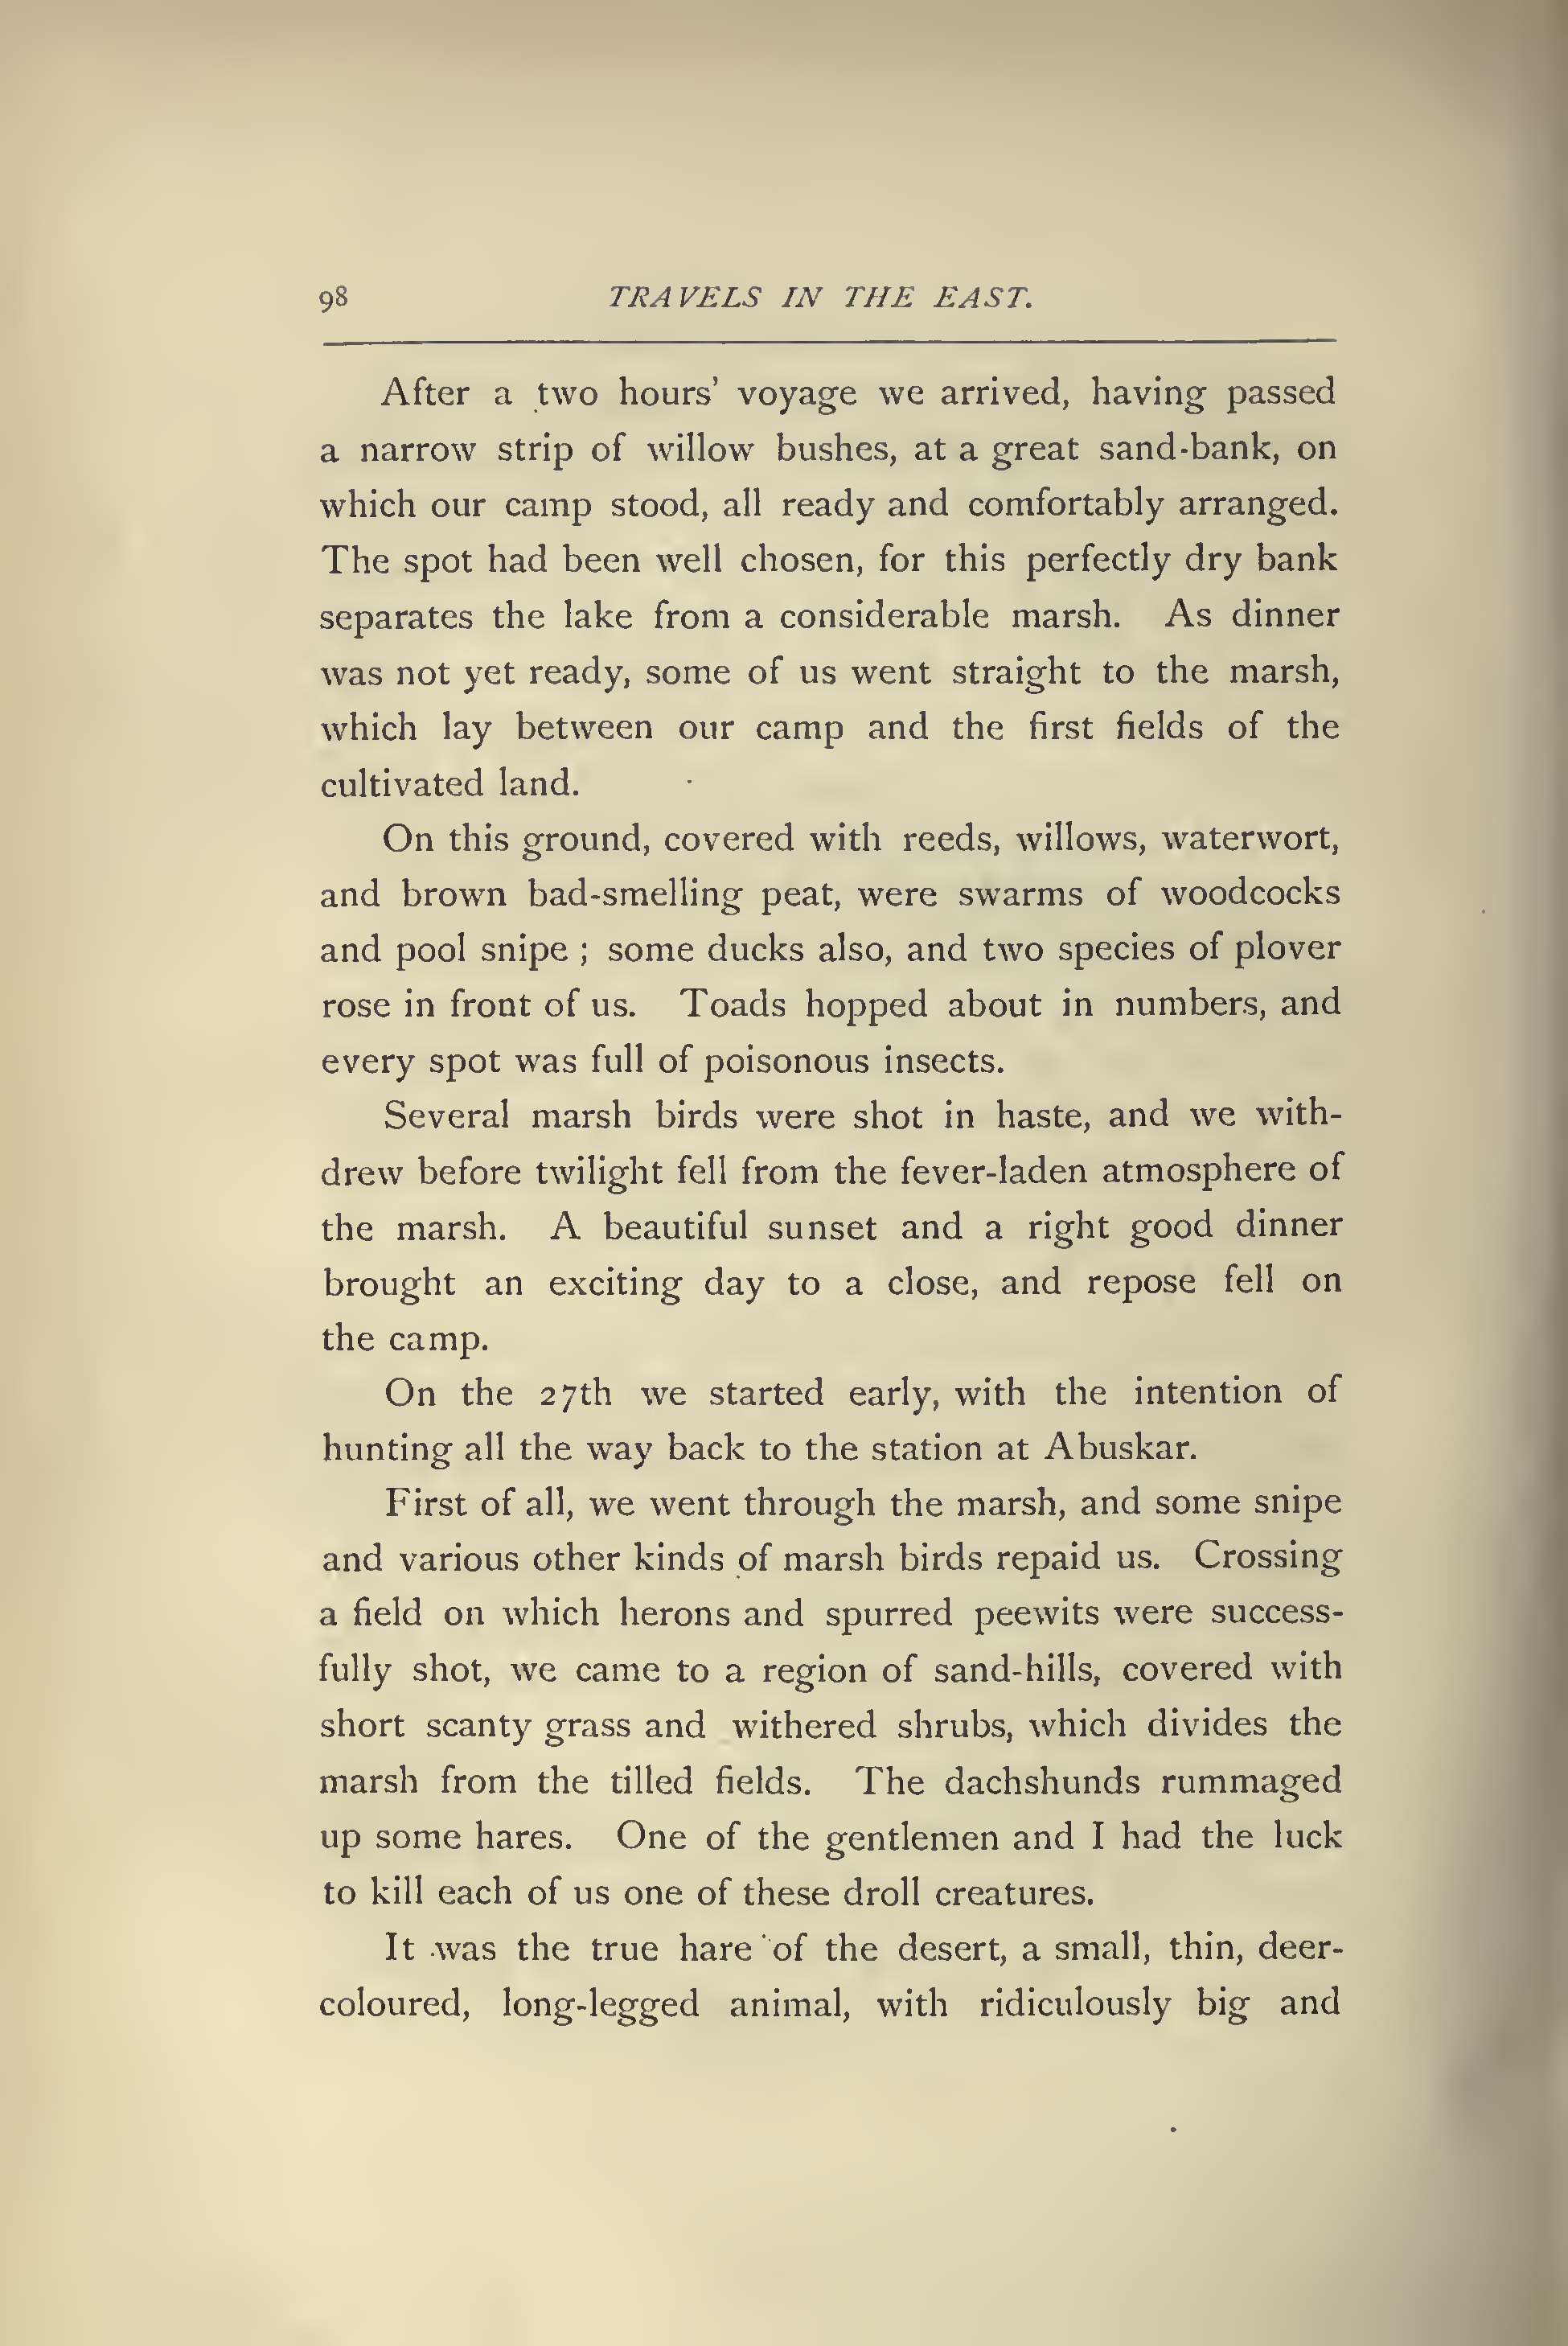 98 TRAVELS IN THE EAST.
After a two hours' voyage we arrived, having passed
a narrow strip of willow bushes, at a great sand-bank, on
which our camp stood, all ready and comfortably arranged.
The spot had been well chosen, for this perfectly dry bank
separates the lake from a considerable marsh. As dinner
was not yet ready, some of us went straight to the marsh,
which lay between our camp and the first fields of the
cultivated land.
On this ground, covered with reeds, willows, waterwort,
and brown bad-smelling peat, were swarms of woodcocks
and pool snipe ; some ducks also, and two species of plover
rose in front of us. Toads hopped about in numbers, and
every spot was full of poisonous insects.
Several marsh birds were shot in haste, and we with-
drew before twilight fell from the fever-laden atmosphere of
the marsh. A beautiful sunset and a right good dinner
brought an exciting day to a close, and repose fell on
the camp.
On the 27th we started early, with the intention of
hunting all the way back to the station at Abuskar.
First of all, we went through the marsh, and some snipe
and various other kinds of marsh birds repaid us. Crossing
a field on which herons and spurred peewits were success-
fully shot, we came to a region of sand-hills, covered with
short scanty grass and withered shrubs, which divides the
marsh from the tilled fields. The dachshunds rummaged
up some hares. One of the gentlemen and I had the luck
to kill each of us one of these droll creatures.
It was the true hare of the desert, a small, thin, deer-
coloured, long-legged animal, with ridiculously big and